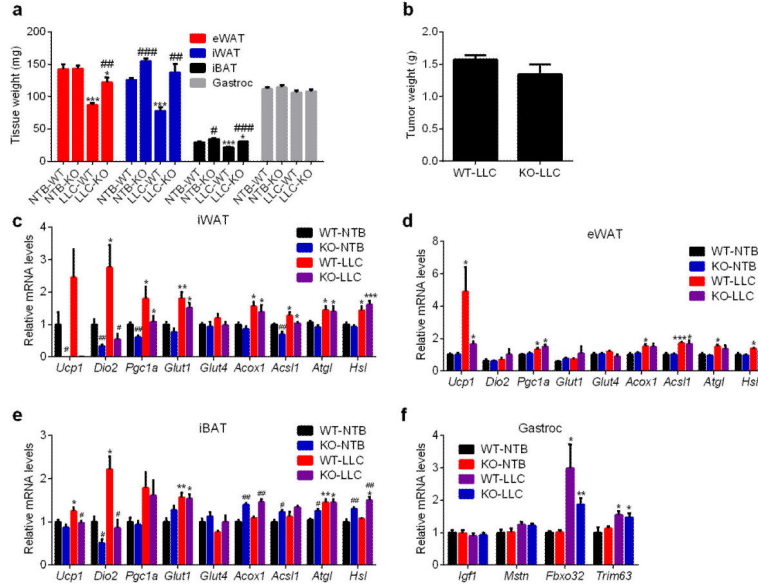 a
Tissue weight (mg)
200
150
100
50
0
eWAT
iWAT
iBAT
Gastroc
***
##
*
###
***
##
#
***
###
*
NTB-WT
NTB-KO
LLC-WT
LLC-KO
NTB-WT
NTB-KO
LLC-WT
LLC-KO
NTB-WT
NTB-KO
LLC-WT
LLC-KO
NTB-WT
NTB-KO
LLC-WT
LLC-KO
b
Tumor weight (g)
2.0
1.5
1.0
0.5
0.0
WT-LLC
KO-LLC
c
iWAT
Relative mRNA levels
4
3
2
1
0
WT-NTB
KO-NTB
WT-LLC
KO-LLC
# ## * # ## * * ** * * * ## * * * * * ***
Ucp1 Dio2 Pgc1a Glut1 Glut4 Acox1 Acsl1 Atgl Hsl
d
eWAT
Relative mRNA levels
8
6
4
2
0
WT-NTB
KO-NTB
WT-LLC
KO-LLC
* * * * * *** * * *
Ucp1 Dio2 Pgc1a Glut1 Glut4 Acox1 Acsl1 Atgl Hsl
e
iBAT
Relative mRNA levels
3
2
1
0
WT-NTB
KO-NTB
WT-LLC
KO-LLC
* # # * # ** * ## ## # # ** * ## ## *
Ucp1 Dio2 Pgc1a Glut1 Glut4 Acox1 Acsl1 Atgl Hsl
f
Gastroc
Relative mRNA levels
4
3
2
1
0
WT-NTB
KO-NTB
WT-LLC
KO-LLC
* ** * *
Igf1 Mstn Fbxo32 Trim63